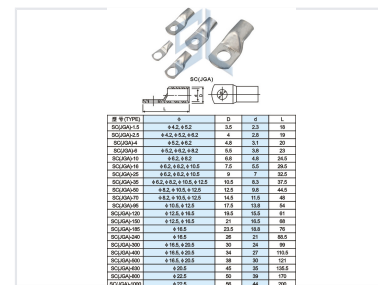 SC(JGA)
D
d
L
型 号(TYPE) ϕ D d L
SC(JGA)-1.5 ϕ4.2, ϕ5.2 3.5 2.3 18
SC(JGA)-2.5 ϕ4.2, ϕ5.2, ϕ6.2 4 2.8 19
SC(JGA)-4 ϕ5.2, ϕ6.2 4.8 3.1 20
SC(JGA)-6 ϕ5.2, ϕ6.2, ϕ8.2 5.5 3.8 23
SC(JGA)-10 ϕ6.2, ϕ8.2 6.8 4.8 24.5
SC(JGA)-16 ϕ6.2, ϕ8.2, ϕ10.5 7.5 5.5 29.5
SC(JGA)-25 ϕ6.2, ϕ8.2, ϕ10.5 9 7 32.5
SC(JGA)-35 ϕ6.2, ϕ8.2, ϕ10.5, ϕ12.5 10.5 8.3 37.5
SC(JGA)-50 ϕ8.2, ϕ10.5, ϕ12.5 12.5 9.8 44.5
SC(JGA)-70 ϕ8.2, ϕ10.5, ϕ12.5 14.5 11.5 48
SC(JGA)-95 ϕ10.5, ϕ12.5 17.5 13.8 54
SC(JGA)-120 ϕ12.5, ϕ16.5 19.5 15.5 61
SC(JGA)-150 ϕ12.5, ϕ16.5 21 16.5 68
SC(JGA)-185 ϕ16.5 23.5 18.8 76
SC(JGA)-240 ϕ16.5 26 21 88.5
SC(JGA)-300 ϕ16.5, ϕ20.5 30 24 99
SC(JGA)-400 ϕ16.5, ϕ20.5 34 27 110.5
SC(JGA)-500 ϕ16.5, ϕ20.5 38 30 121
SC(JGA)-630 ϕ20.5 45 35 135.5
SC(JGA)-800 ϕ22.5 50 39 170
SC(JGA)-1000 ϕ22.5 56 44 200